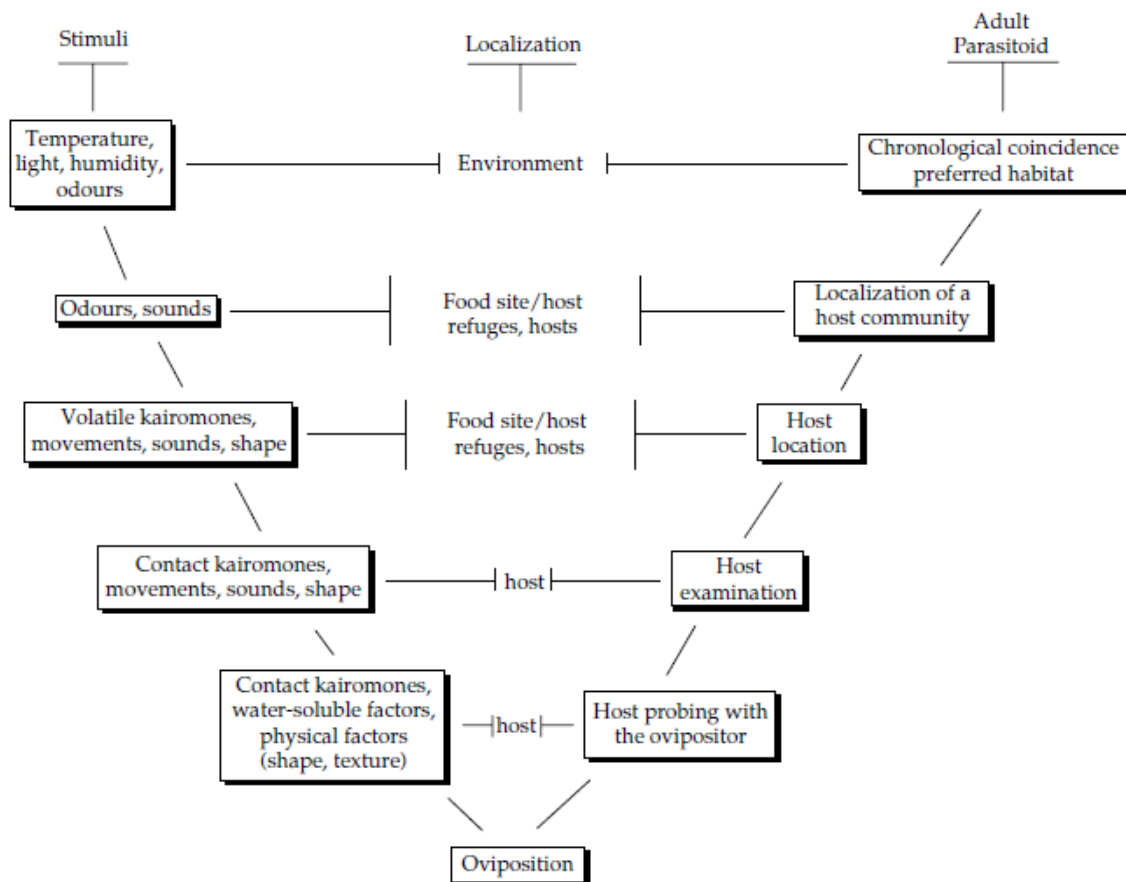 Stimuli
Localization
Adult
Parasitoid
Temperature,
light, humidity,
odours
Environment
Chronological coincidence
preferred habitat
Odours, sounds
Food site/host
refuges, hosts
Localization of a
host community
Volatile kairomones,
movements, sounds, shape
Food site/host
refuges, hosts
Host
location
Contact kairomones,
movements, sounds, shape
host
Host
examination
Contact kairomones,
water-soluble factors,
physical factors
(shape, texture)
host
Host probing with
the ovipositor
Oviposition